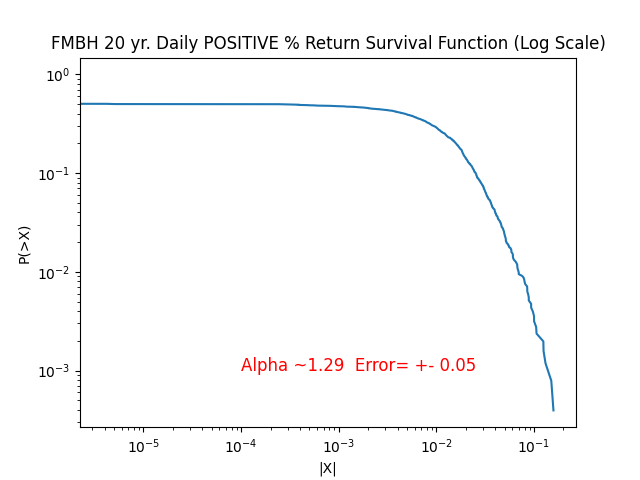 FMBH 20 yr. Daily POSITIVE % Return Survival Function (Log Scale)
10⁰
10⁻¹
10⁻²
10⁻³
P(>X)
Alpha ~1.29  Error= +- 0.05
10⁻⁵ 10⁻⁴ 10⁻³ 10⁻² 10⁻¹
|X|